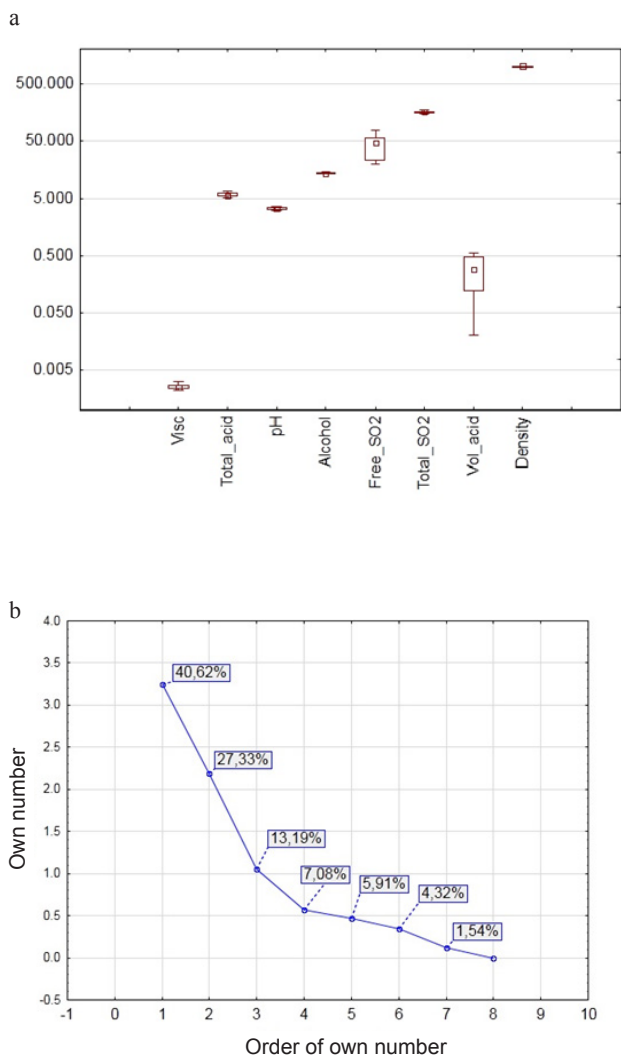 a
500.000
50.000
5.000
0.500
0.050
0.005
Visc
Total_acid
pH
Alcohol
Free_SO2
Total_SO2
Vol_acid
Density
b
4.0
3.5
3.0
2.5
2.0
1.5
1.0
0.5
0.0
-0.5
Own number
40,62%
27,33%
13,19%
7,08%
5,91%
4,32%
1,54%
-1 0 1 2 3 4 5 6 7 8 9 10
Order of own number